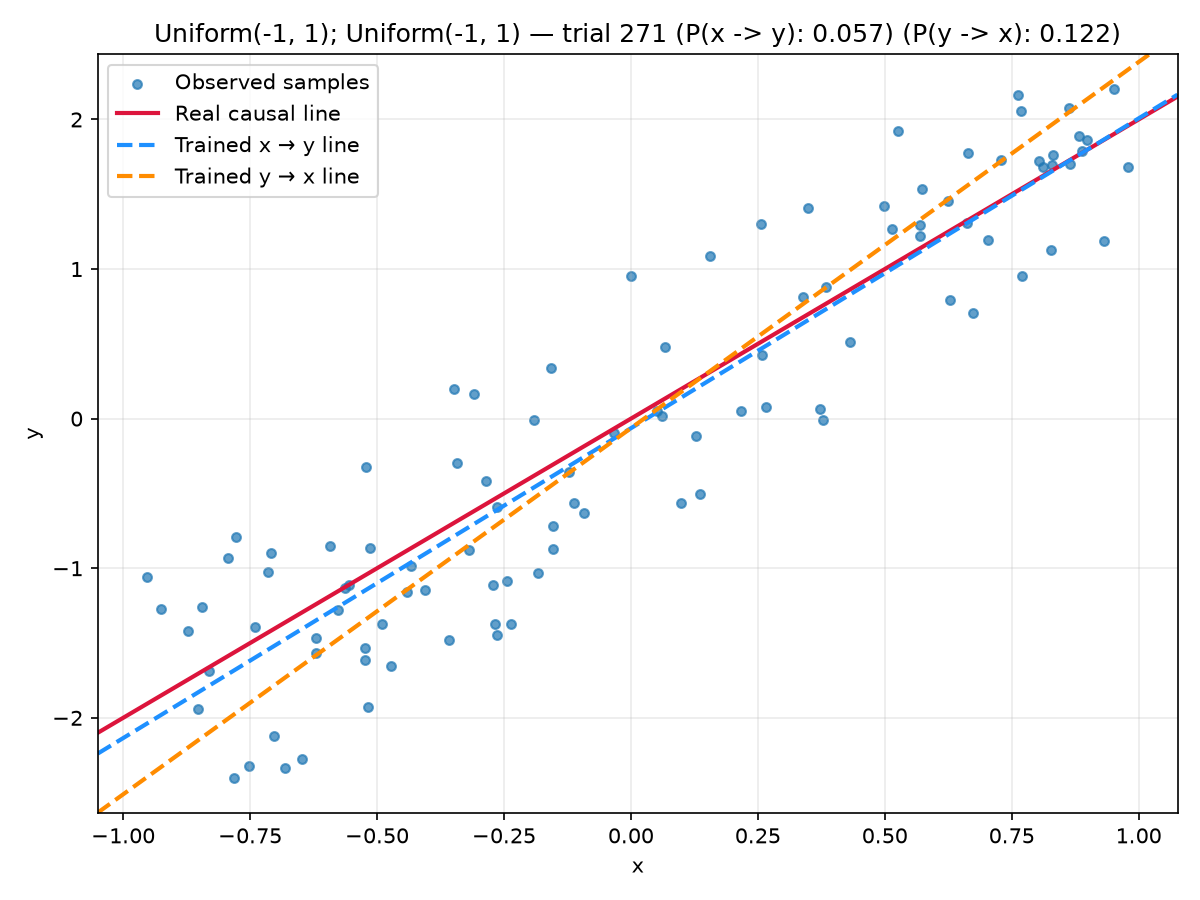 Uniform(-1, 1); Uniform(-1, 1) — trial 271 (P(x -> y): 0.057) (P(y -> x): 0.122)
Observed samples
Real causal line
Trained x → y line
Trained y → x line
2
1
0
−1
−2
y
−1.00 −0.75 −0.50 −0.25 0.00 0.25 0.50 0.75 1.00
x